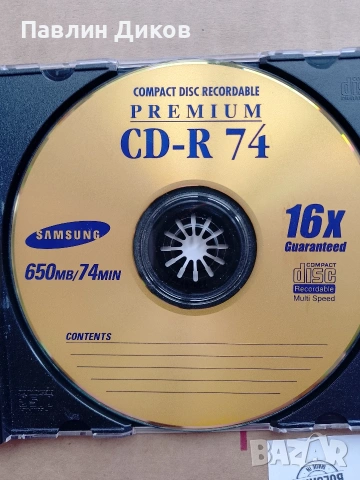 Павлин Диков
COMPACT DISC RECORDABLE
PREMIUM
CD-R 74
SAMSUNG
16x
Guaranteed
650MB/74MIN
COMPACT
disc
Recordable
Multi Speed
CONTENTS
BAZAR